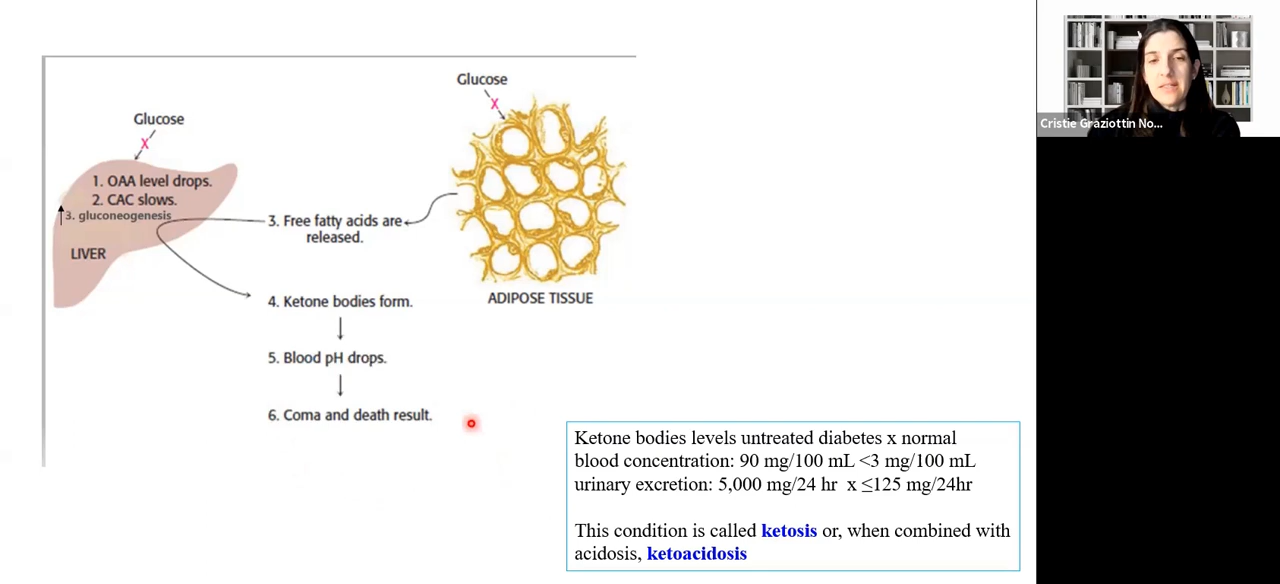 Glucose
X
Glucose
X
1. OAA level drops.
2. CAC slows.
3. gluconeogenesis
LIVER
3. Free fatty acids are
released.
ADIPOSE TISSUE
4. Ketone bodies form.
5. Blood pH drops.
6. Coma and death result.
Ketone bodies levels untreated diabetes x normal
blood concentration: 90 mg/100 mL <3 mg/100 mL
urinary excretion: 5,000 mg/24 hr x ≤125 mg/24hr
This condition is called ketosis or, when combined with
acidosis, ketoacidosis
Cristie Graziottin No...